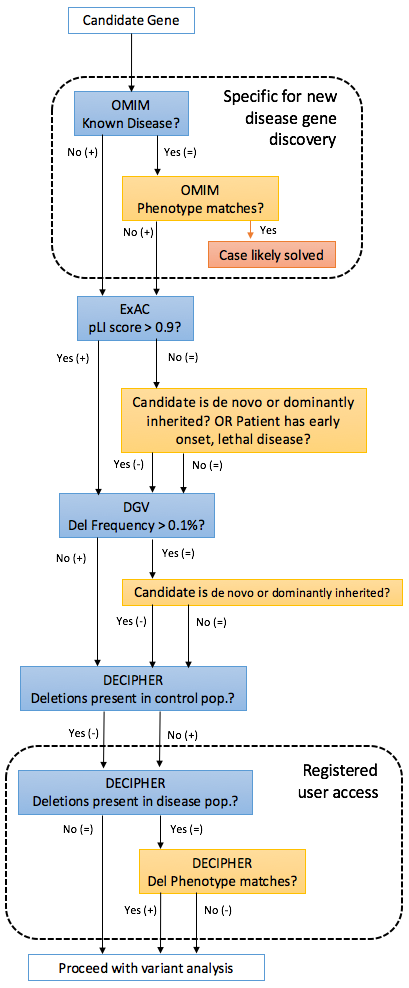 Candidate Gene
Specific for new
disease gene
discovery
OMIM
Known Disease?
No (+)
Yes (=)
OMIM
Phenotype matches?
No (+)
Yes
Case likely solved
ExAC
pLI score > 0.9?
Yes (+)
No (=)
Candidate is de novo or dominantly
inherited? OR Patient has early
onset, lethal disease?
Yes (-)
No (=)
DGV
Del Frequency > 0.1%?
No (+)
Yes (=)
Candidate is de novo or dominantly inherited?
Yes (-)
No (=)
DECIPHER
Deletions present in control pop.?
Yes (-)
No (+)
Registered
user access
DECIPHER
Deletions present in disease pop.?
No (=)
Yes (=)
DECIPHER
Del Phenotype matches?
Yes (+)
No (-)
Proceed with variant analysis